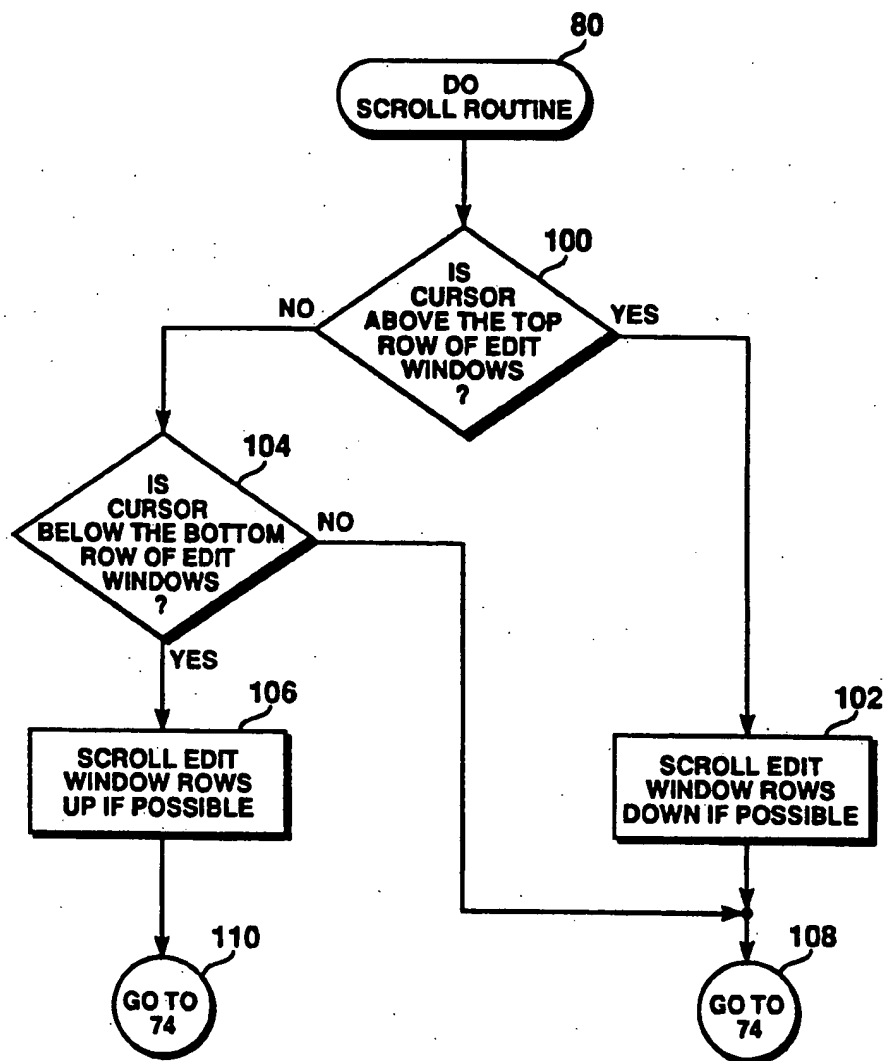 80
DO
SCROLL ROUTINE
100
IS
CURSOR
ABOVE THE TOP
ROW OF EDIT
WINDOWS
?
NO
YES
104
IS
CURSOR
BELOW THE BOTTOM
ROW OF EDIT
WINDOWS
?
NO
YES
106
SCROLL EDIT
WINDOW ROWS
UP IF POSSIBLE
102
SCROLL EDIT
WINDOW ROWS
DOWN IF POSSIBLE
110
GO TO
74
108
GO TO
74